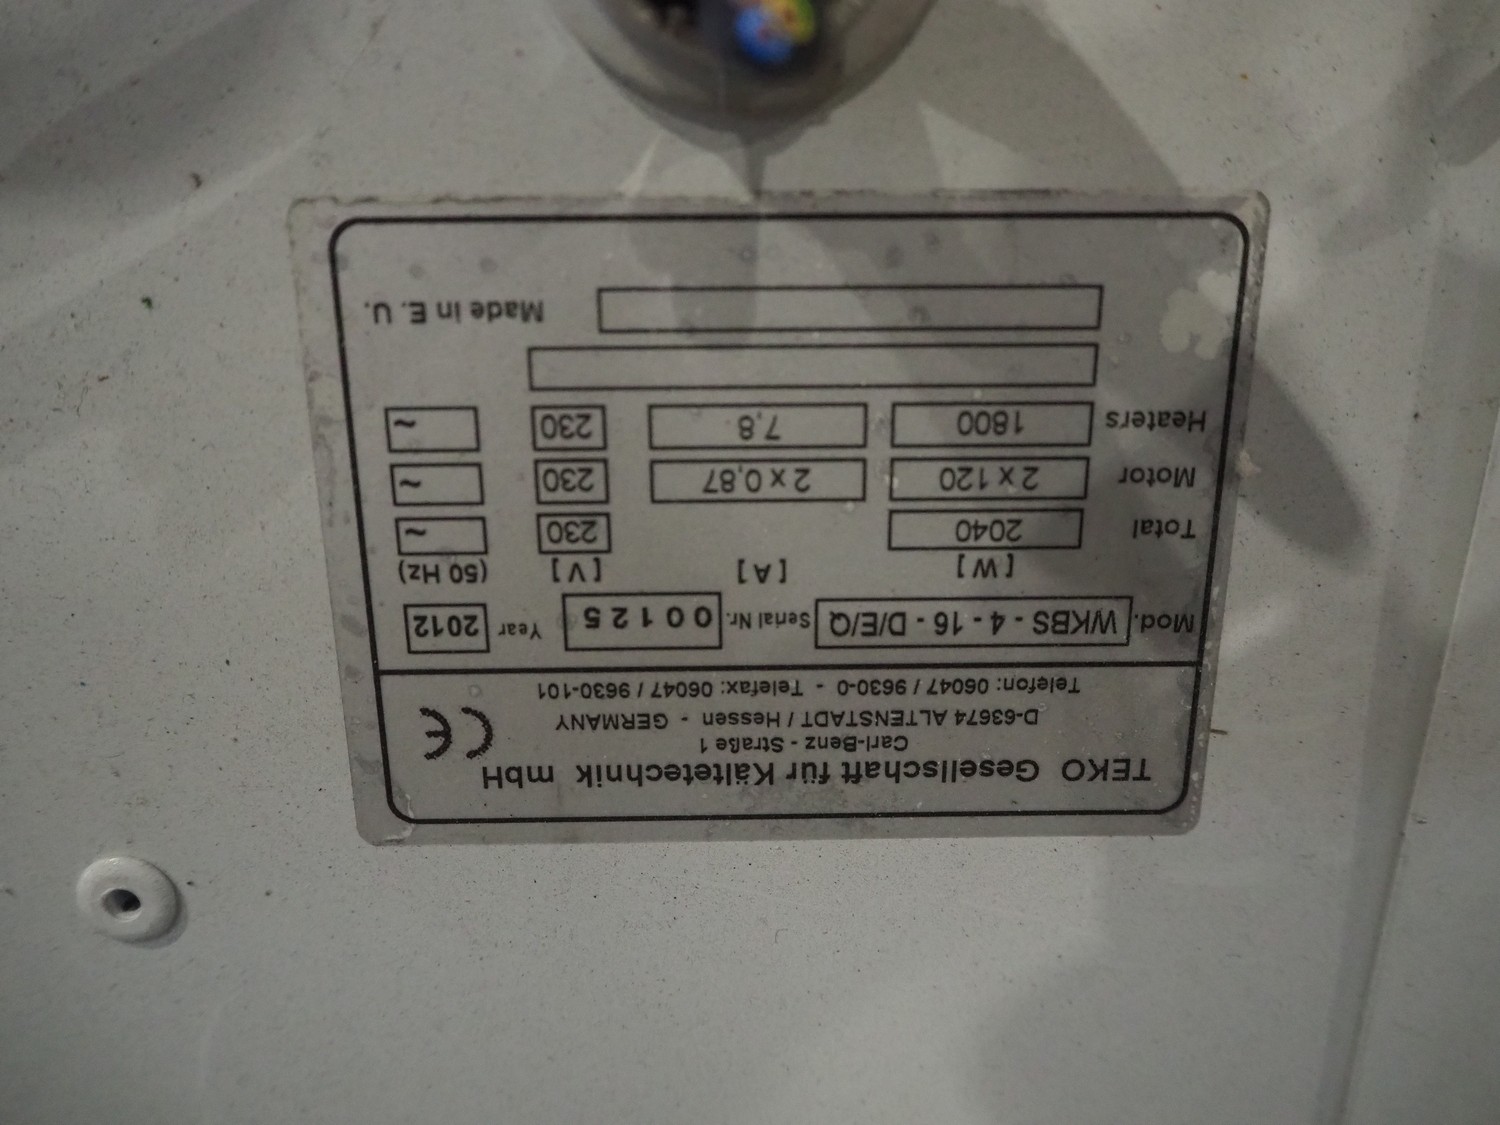 TEKO Gesellschaft für Kältetechnik mbH
Carl-Benz - Straße 1
D-63674 ALTENSTADT / Hessen - GERMANY
Telefon: 06047 / 9630-0 - Telefax: 06047 / 9630-101
CE
Mod. WKBS - 4 - 16 - D/E/Q Serial Nr. 00125 Year 2012
[W] [A] [V] (50 Hz)
Total 2040 230 ~
Motor 2 x 120 2 x 0,87 230 ~
Heaters 1800 7,8 230 ~
Made in E. U.